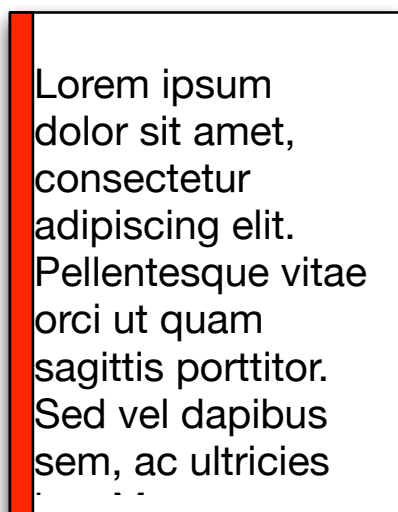 Lorem ipsum
dolor sit amet,
consectetur
adipiscing elit.
Pellentesque vitae
orci ut quam
sagittis porttitor.
Sed vel dapibus
sem, ac ultricies